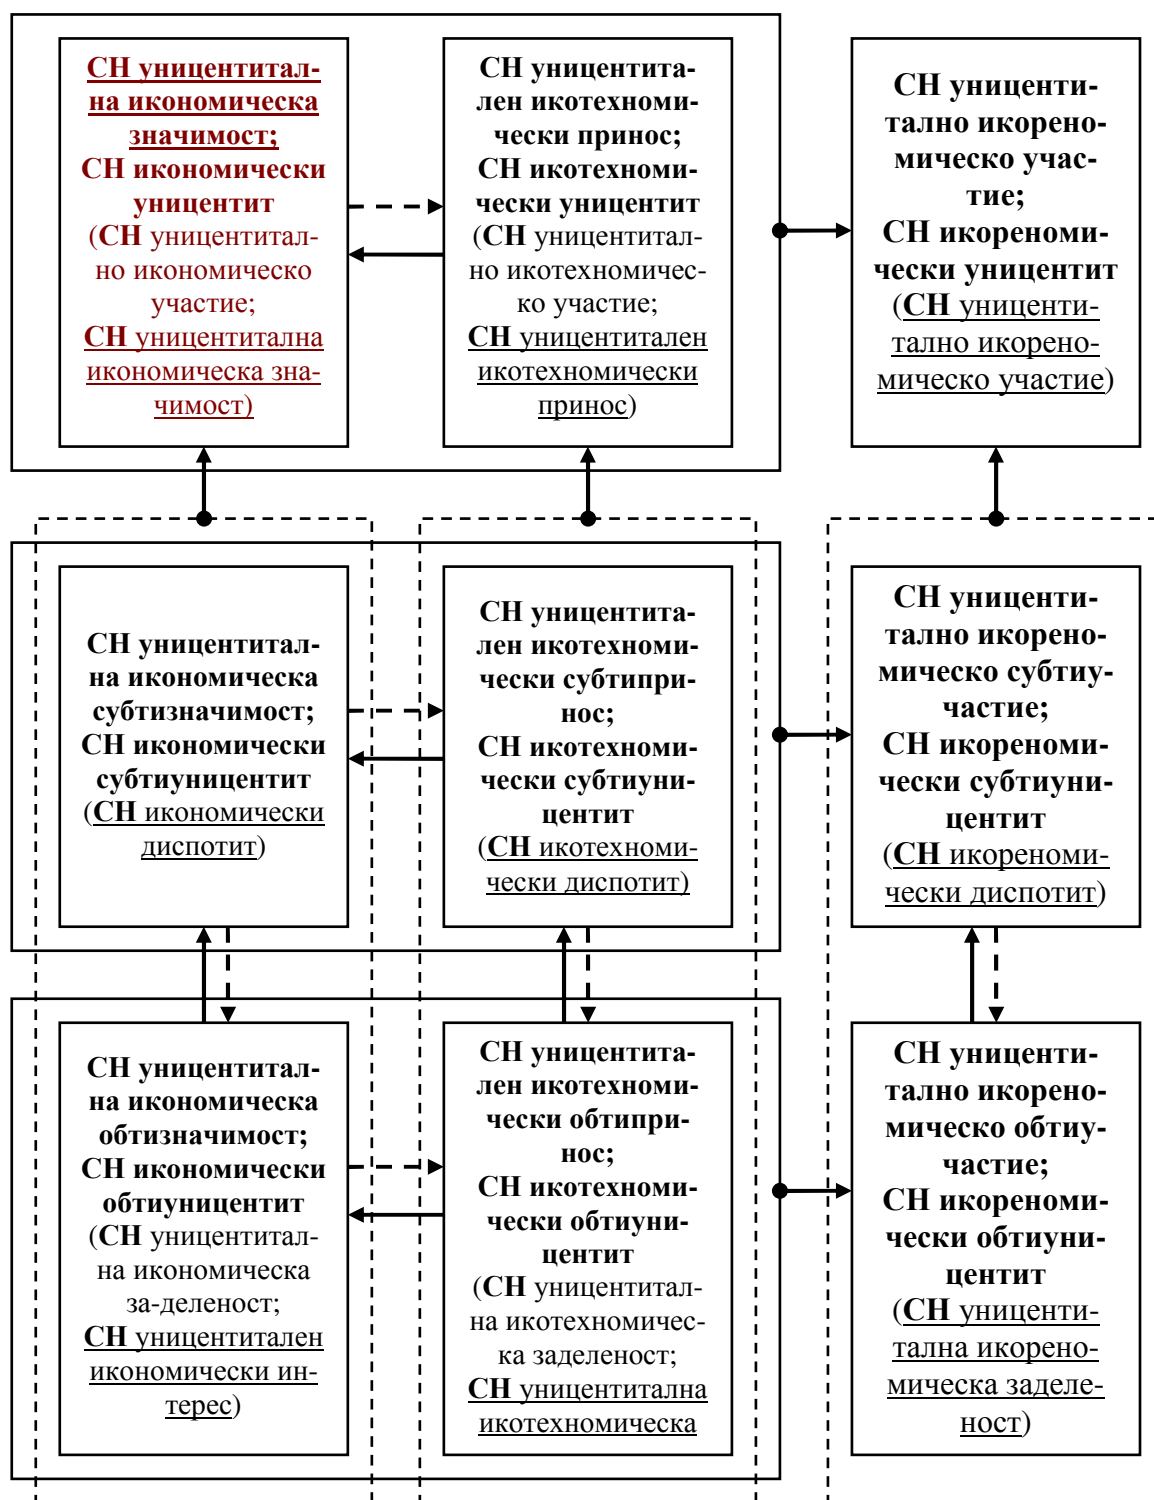 СН уницентитал-
на икономическа
значимост;
СН икономически
уницентит
(СН уницентитал-
но икономическо
участие;
СН уницентитална
икономическа зна-
чимост)
СН уницентита-
лен икотехноми-
чески принос;
СН икотехноми-
чески уницентит
(СН уницентитал-
но икотехномичес-
ко участие;
СН уницентитален
икотехномически
принос)
СН униценти-
тално икорено-
мическо учас-
тие;
СН икореноми-
чески уницентит
(СН униценти-
тално икорено-
мическо участие)
СН уницентитал-
на икономическа
субтизначимост;
СН икономически
субтиуницентит
(СН икономически
диспотит)
СН уницентита-
лен икотехноми-
чески субтипри-
нос;
СН икотехноми-
чески субтиуни-
центит
(СН икотехноми-
чески диспотит)
СН униценти-
тално икорено-
мическо субтиу-
частие;
СН икореноми-
чески субтиуни-
центит
(СН икореноми-
чески диспотит)
СН уницентитал-
на икономическа
обтизначимост;
СН икономически
обтиуницентит
(СН уницентитал-
на икономическа
за-деленост;
СН уницентитален
икономически ин-
терес)
СН уницентита-
лен икотехноми-
чески обтипри-
нос;
СН икотехноми-
чески обтиуни-
центит
(СН уницентитал-
на икотехномичес-
ка заделеност;
СН уницентитална
икотехномическа
СН униценти-
тално икорено-
мическо обтиу-
частие;
СН икореноми-
чески обтиуни-
центит
(СН униценти-
тална икорено-
мическа заделе-
ност)